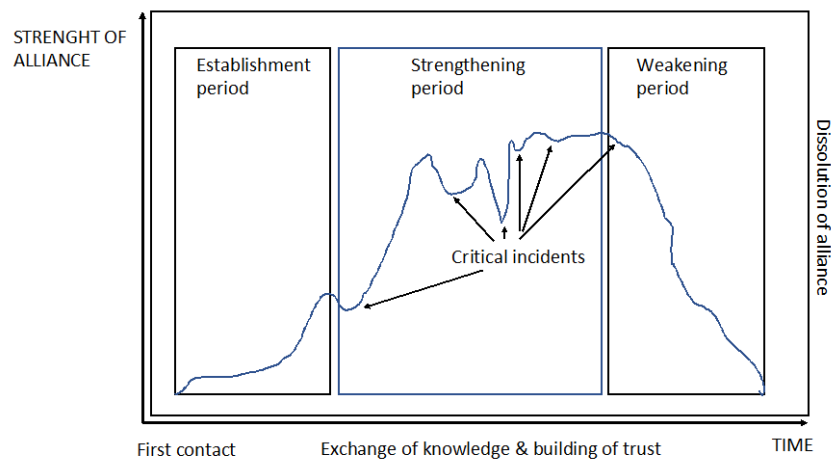 STRENGHT OF
ALLIANCE
Establishment
period
Strengthening
period
Weakening
period
Critical incidents
Dissolution of alliance
First contact
Exchange of knowledge & building of trust
TIME